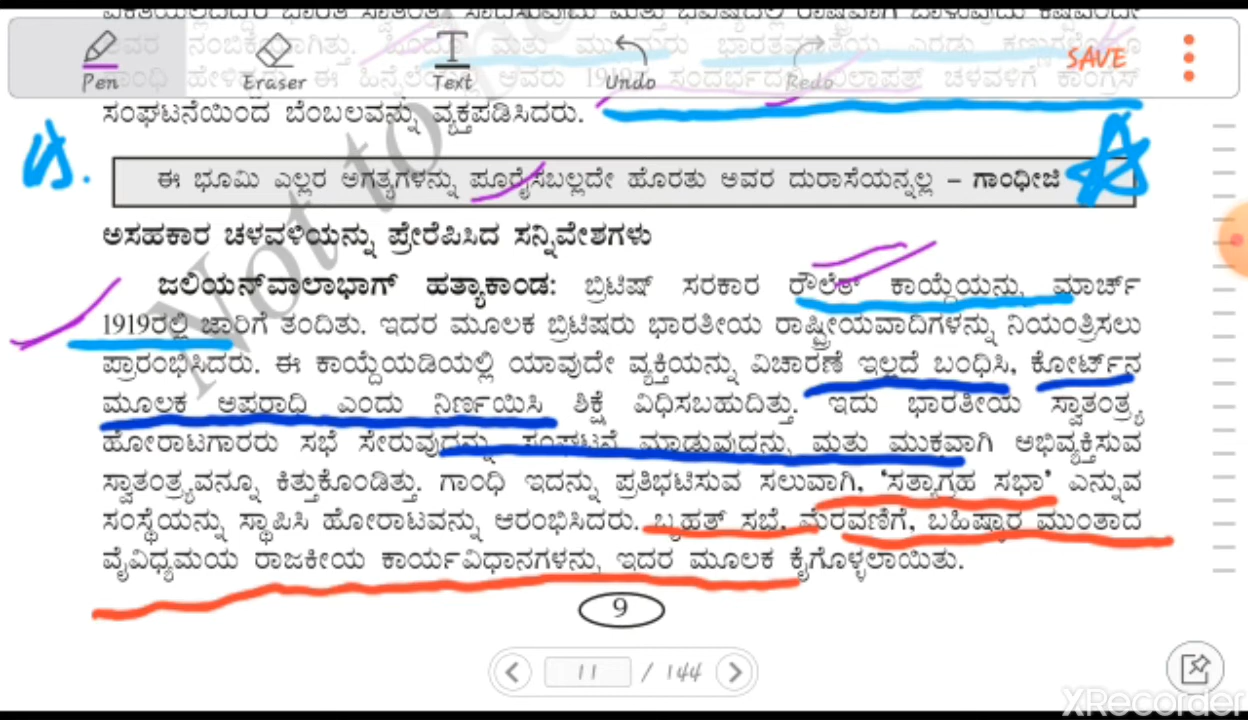 Pen
Eraser
Text
Undo
Redo
SAVE
ಸಂಘಟನೆಯಿಂದ ಬೆಂಬಲವನ್ನು ವ್ಯಕ್ತಪಡಿಸಿದರು.
ಈ ಭೂಮಿ ಎಲ್ಲರ ಅಗತ್ಯಗಳನ್ನು ಪೂರೈಸಬಲ್ಲದೇ ಹೊರತು ಅವರ ದುರಾಸೆಯನ್ನಲ್ಲ – ಗಾಂಧೀಜಿ
ಅಸಹಕಾರ ಚಳವಳಿಯನ್ನು ಪ್ರೇರೆಪಿಸಿದ ಸನ್ನಿವೇಶಗಳು
ಜಲಿಯನ್‌ವಾಲಾಭಾಗ್ ಹತ್ಯಾಕಾಂಡ: ಬ್ರಿಟಿಷ್ ಸರಕಾರ ರೌಲೆಟ್ ಕಾಯ್ದೆಯನ್ನು ಮಾರ್ಚ್
1919ರಲ್ಲಿ ಜಾರಿಗೆ ತಂದಿತು. ಇದರ ಮೂಲಕ ಬ್ರಿಟಿಷರು ಭಾರತೀಯ ರಾಷ್ಟ್ರೀಯವಾದಿಗಳನ್ನು ನಿಯಂತ್ರಿಸಲು
ಪ್ರಾರಂಭಿಸಿದರು. ಈ ಕಾಯ್ದೆಯಡಿಯಲ್ಲಿ ಯಾವುದೇ ವ್ಯಕ್ತಿಯನ್ನು ವಿಚಾರಣೆ ಇಲ್ಲದೆ ಬಂಧಿಸಿ, ಕೋರ್ಟ್‌ನ
ಮೂಲಕ ಅಪರಾಧಿ ಎಂದು ನಿರ್ಣಯಿಸಿ ಶಿಕ್ಷೆ ವಿಧಿಸಬಹುದಿತ್ತು. ಇದು ಭಾರತೀಯ ಸ್ವಾತಂತ್ರ್ಯ
ಹೋರಾಟಗಾರರು ಸಭೆ ಸೇರುವುದನ್ನು, ಸಂಘಟನೆ ಮಾಡುವುದನ್ನು ಮತ್ತು ಮುಕ್ತವಾಗಿ ಅಭಿವ್ಯಕ್ತಿಸುವ
ಸ್ವಾತಂತ್ರ್ಯವನ್ನೂ ಕಿತ್ತುಕೊಂಡಿತ್ತು. ಗಾಂಧಿ ಇದನ್ನು ಪ್ರತಿಭಟಿಸುವ ಸಲುವಾಗಿ, 'ಸತ್ಯಾಗ್ರಹ ಸಭಾ' ಎನ್ನುವ
ಸಂಸ್ಥೆಯನ್ನು ಸ್ಥಾಪಿಸಿ ಹೋರಾಟವನ್ನು ಆರಂಭಿಸಿದರು. ಬೃಹತ್ ಸಭೆ, ಮೆರವಣಿಗೆ, ಬಹಿಷ್ಕಾರ ಮುಂತಾದ
ವೈವಿಧ್ಯಮಯ ರಾಜಕೀಯ ಕಾರ್ಯವಿಧಾನಗಳನ್ನು ಇದರ ಮೂಲಕ ಕೈಗೊಳ್ಳಲಾಯಿತು.
9
11 / 144
XRecorder
Not to